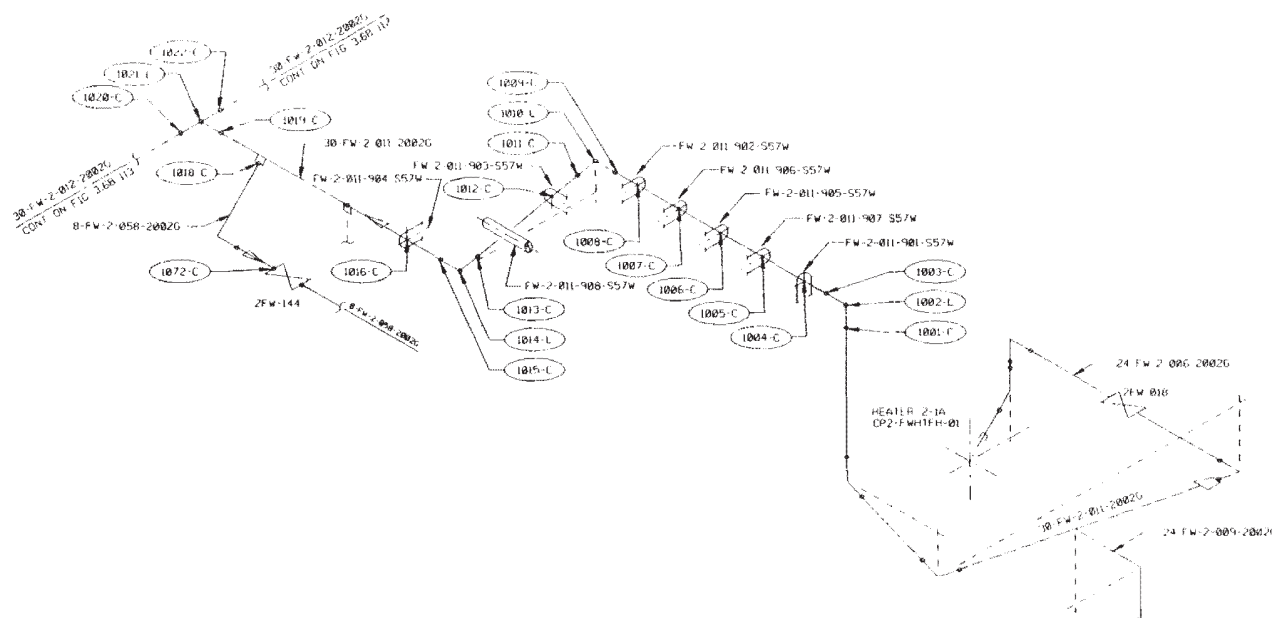 1022-C
30-FW-2-012-2002G
CONT ON FIG 3.6B 112
1021-L
1020-C
1019-C
30-FW-2-011-2002G
1018-C
30-FW-2-012-2002G
CONT ON FIG 3.6B 113
8-FW-2-058-2002G
1072-C
2FW-144
8-FW-2-058-2002G
FW-2-011-904-S57W
FW-2-011-903-S57W
1016-C
1009-L
1010-L
1011-C
1012-C
FW-2-011-902-S57W
FW-2-011-906-S57W
FW-2-011-905-S57W
FW-2-011-907-S57W
FW-2-011-901-S57W
1008-C
1007-C
1006-C
1005-C
1004-C
1003-C
1002-L
1001-C
FW-2-011-908-S57W
1013-C
1014-L
1015-C
24-FW-2-006-2002G
2FW-018
HEATER 2-1A
30-FW-2-011-2002G
24-FW-2-009-2002G